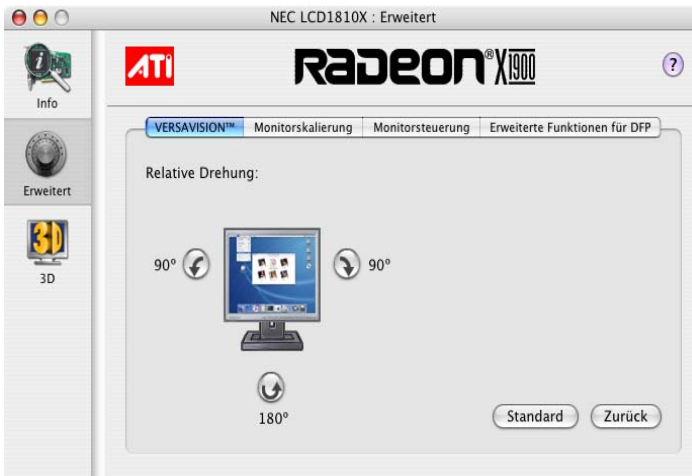 NEC LCD1810X : Erweitert
Info
Erweitert
3D
3D
ATI
RADEON® X1900
?
VERSAVISION™ Monitorskalierung Monitorsteuerung Erweiterte Funktionen für DFP
Relative Drehung:
90° 90°
180°
Standard Zurück